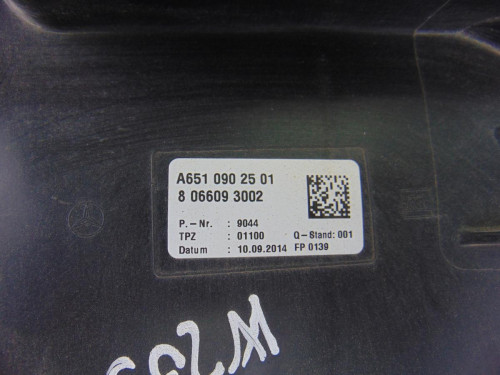 A651 090 25 01
8 06609 3002
P.-Nr. : 9044
TPZ : 01100 Q-Stand: 001
Datum : 10.09.2014 FP 0139